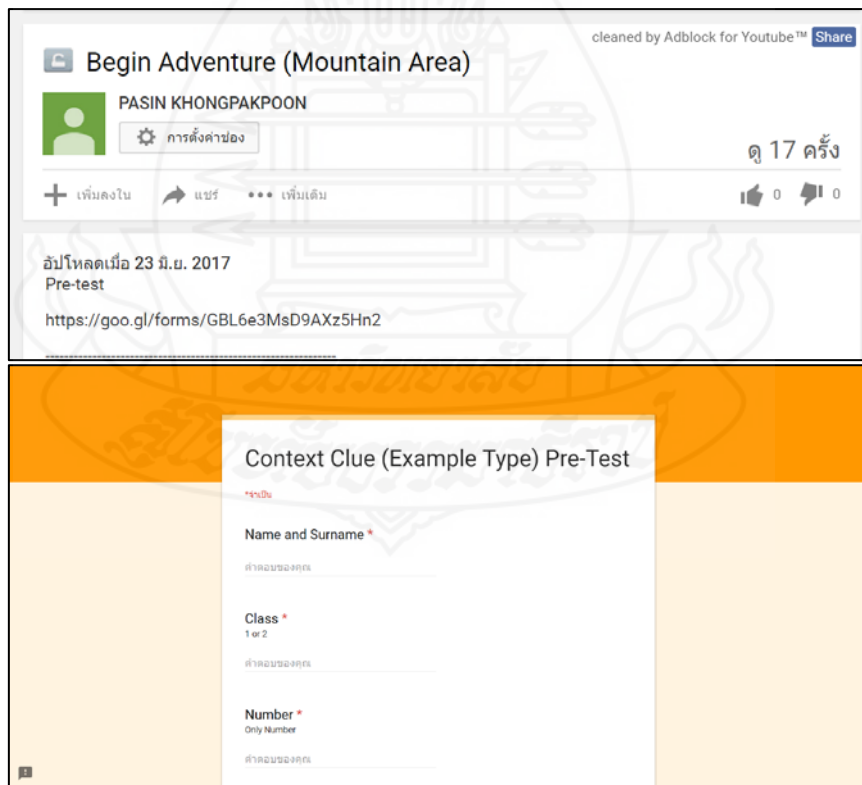 cleaned by Adblock for Youtube™ Share
Begin Adventure (Mountain Area)
PASIN KHONGPAKPOON
การตั้งค่าช่อง
ดู 17 ครั้ง
เพิ่มลงใน แชร์ เพิ่มเติม 0 0
อัปโหลดเมื่อ 23 มิ.ย. 2017
Pre-test
https://goo.gl/forms/GBL6e3MsD9AXz5Hn2
----------------------------------------------------------
Context Clue (Example Type) Pre-Test
*จำเป็น
Name and Surname *
คำตอบของคุณ
Class *
1 or 2
คำตอบของคุณ
Number *
Only Number
คำตอบของคุณ